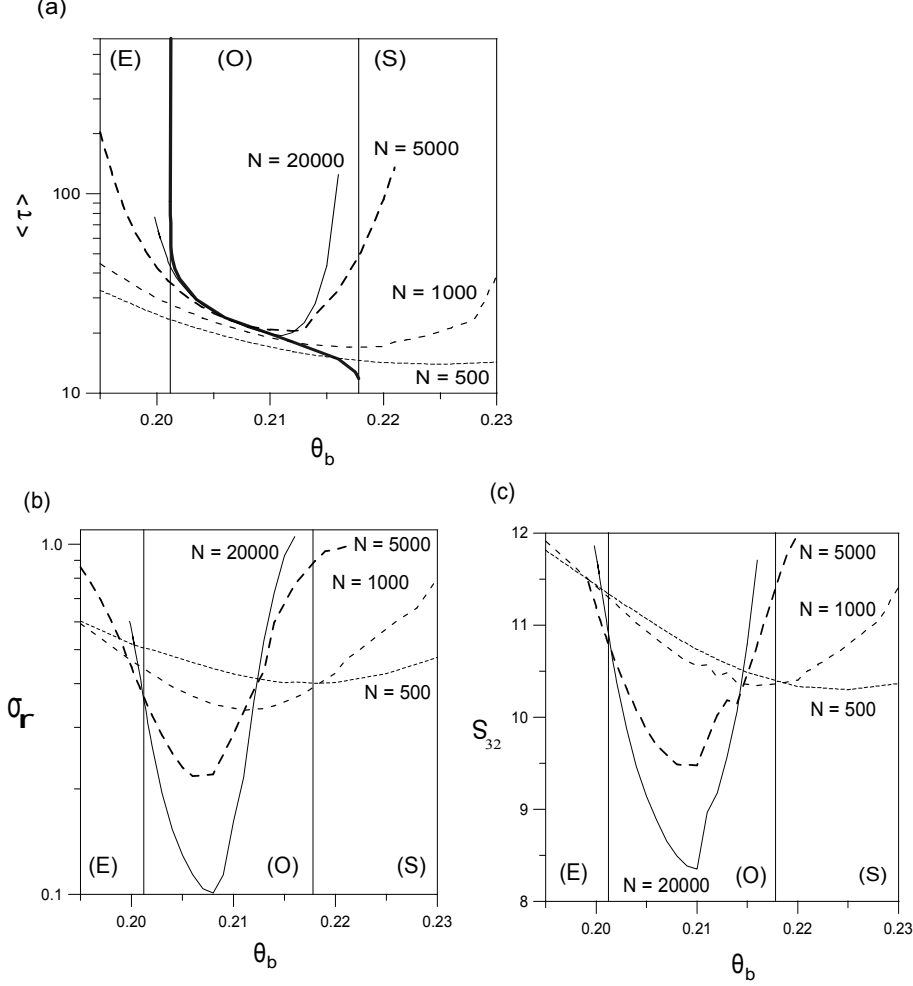 (a)
(E) (O) (S)
N = 20000 N = 5000
100
< τ >
N = 1000
N = 500
10
0.20 0.21 0.22 0.23
θb
(b) (c)
1.0
N = 20000 N = 5000
N = 1000
σr
N = 500
(E) (O) (S)
0.1
0.20 0.21 0.22 0.23
θb
12
N = 5000
11
N = 1000
10
N = 500
S32
9
(E) (O) (S)
N = 20000
8
0.20 0.21 0.22 0.23
θb